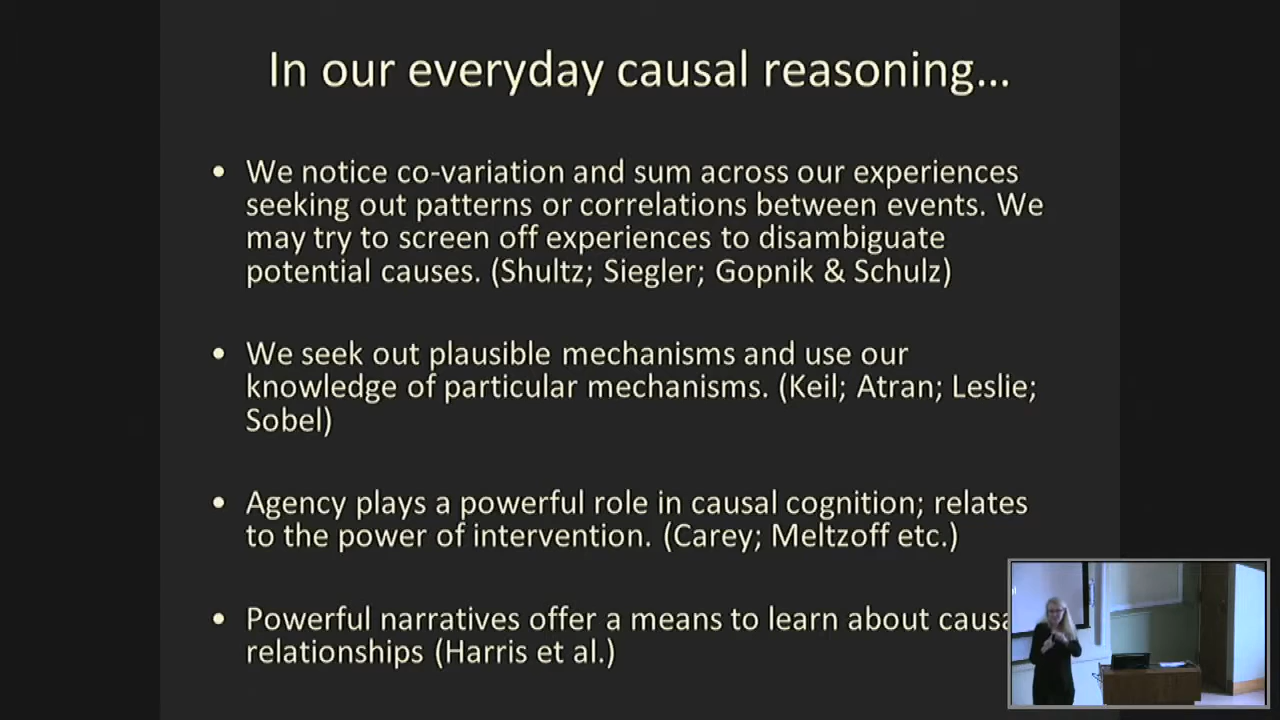 In our everyday causal reasoning...
• We notice co-variation and sum across our experiences
seeking out patterns or correlations between events. We
may try to screen off experiences to disambiguate
potential causes. (Shultz; Siegler; Gopnik & Schulz)
• We seek out plausible mechanisms and use our
knowledge of particular mechanisms. (Keil; Atran; Leslie;
Sobel)
• Agency plays a powerful role in causal cognition; relates
to the power of intervention. (Carey; Meltzoff etc.)
• Powerful narratives offer a means to learn about causa
relationships (Harris et al.)